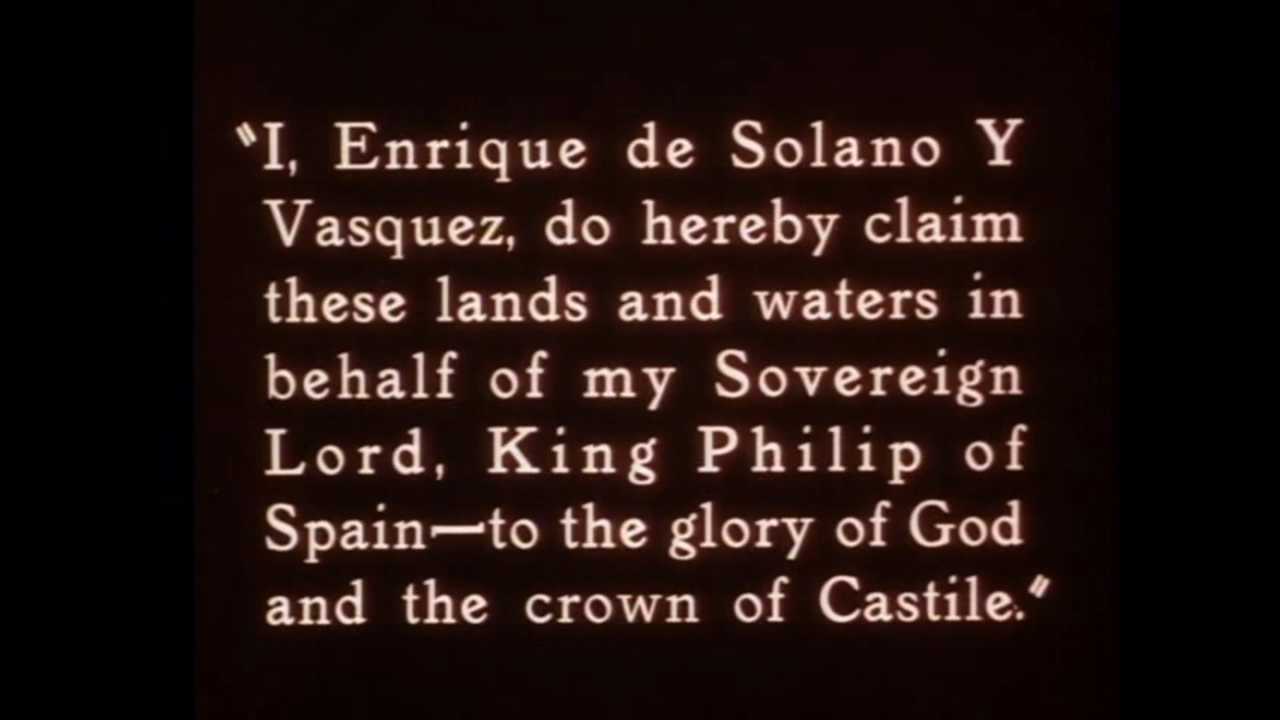 "I, Enrique de Solano Y
Vasquez, do hereby claim
these lands and waters in
behalf of my Sovereign
Lord, King Philip of
Spain—to the glory of God
and the crown of Castile."